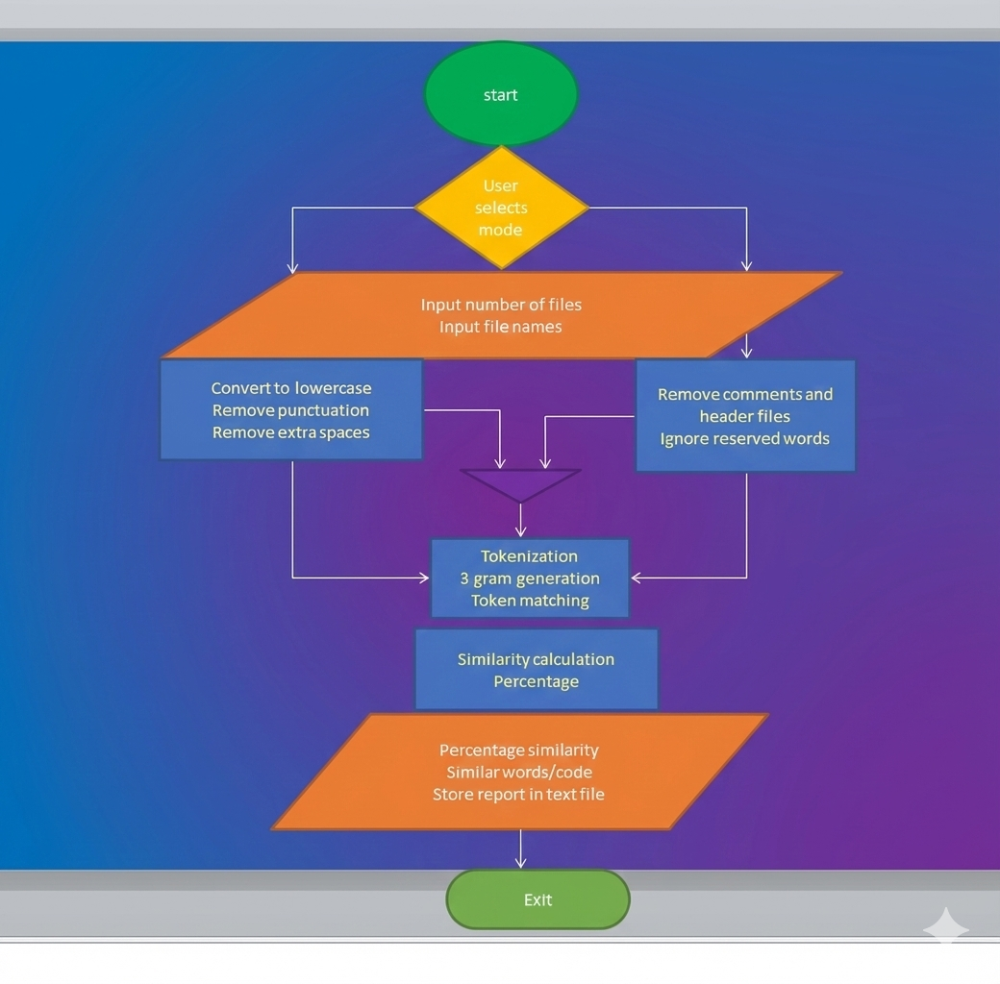 start
User
selects
mode
Input number of files
Input file names
Convert to lowercase
Remove punctuation
Remove extra spaces
Remove comments and
header files
Ignore reserved words
Tokenization
3 gram generation
Token matching
Similarity calculation
Percentage
Percentage similarity
Similar words/code
Store report in text file
Exit